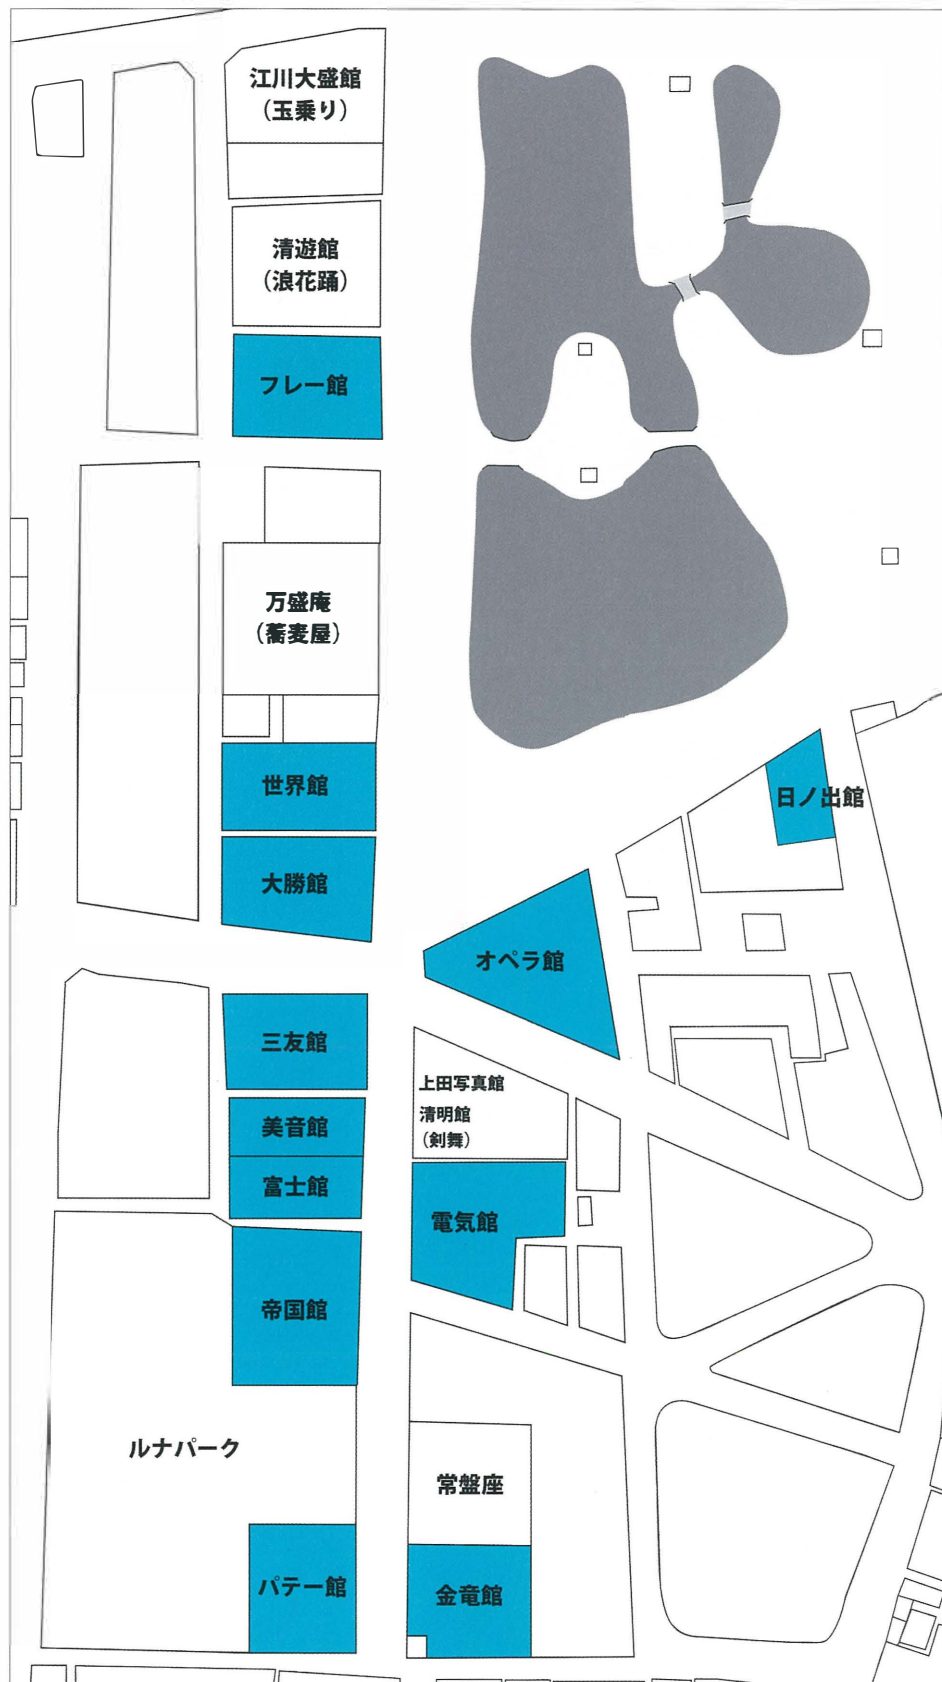 江川大盛館
（玉乗り）
清遊館
（浪花踊）
フレー館
万盛庵
（蕎麦屋）
世界館
日ノ出館
大勝館
オペラ館
三友館
上田写真館
清明館
（剣舞）
美音館
富士館
電気館
帝国館
ルナパーク
常盤座
パテー館
金竜館